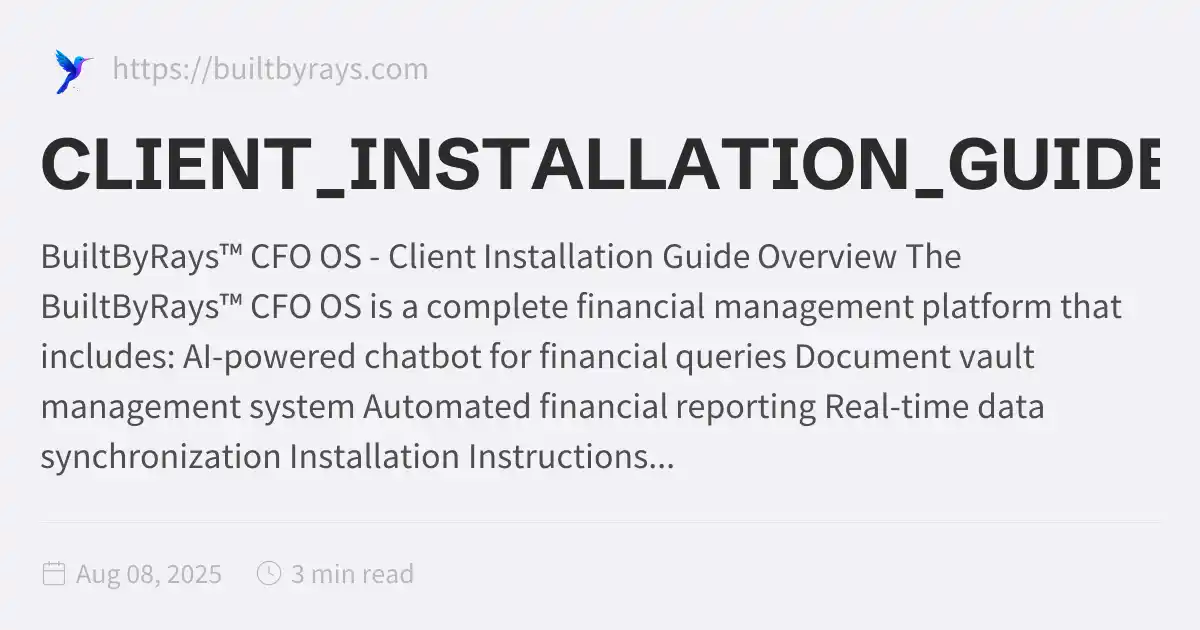 https://builtbyrays.com
CLIENT_INSTALLATION_GUIDE
BuiltByRays™ CFO OS - Client Installation Guide Overview The
BuiltByRays™ CFO OS is a complete financial management platform that
includes: AI-powered chatbot for financial queries Document vault
management system Automated financial reporting Real-time data
synchronization Installation Instructions...
Aug 08, 2025 3 min read